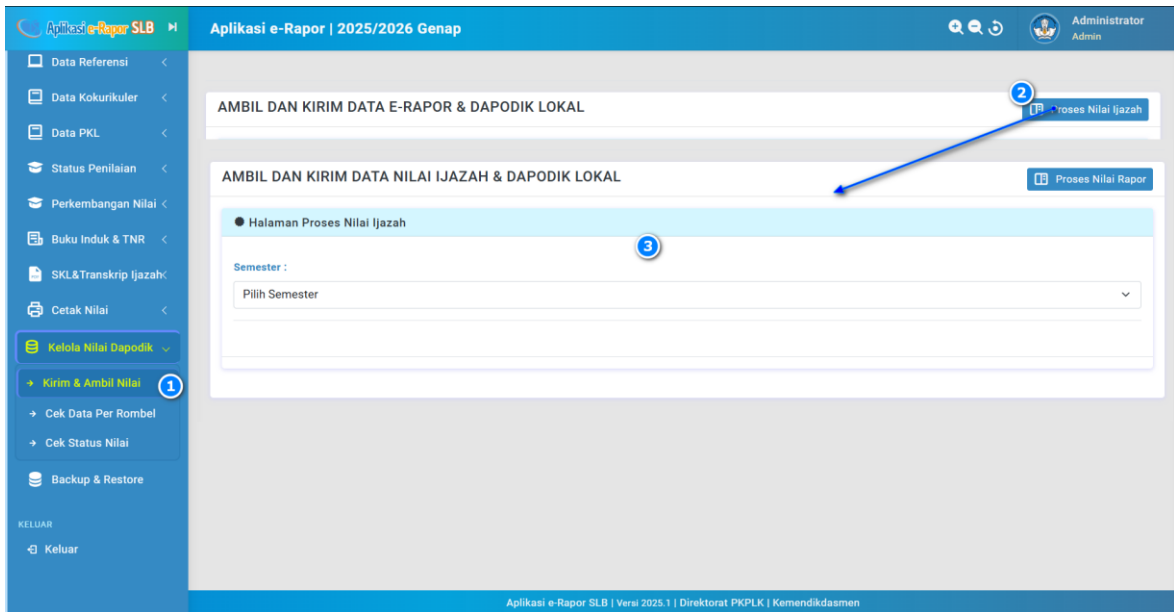 Aplikasi e-Rapor SLB
Aplikasi e-Rapor | 2025/2026 Genap
Administrator
Admin
Data Referensi
Data Kokurikuler
Data PKL
Status Penilaian
Perkembangan Nilai
Buku Induk & TNR
SKL&Transkrip Ijazah
Cetak Nilai
Kelola Nilai Dapodik
Kirim & Ambil Nilai
1
Cek Data Per Rombel
Cek Status Nilai
Backup & Restore
KELUAR
Keluar
AMBIL DAN KIRIM DATA E-RAPOR & DAPODIK LOKAL
2
Proses Nilai Ijazah
AMBIL DAN KIRIM DATA NILAI IJAZAH & DAPODIK LOKAL
Proses Nilai Rapor
Halaman Proses Nilai Ijazah
3
Semester :
Pilih Semester
Aplikasi e-Rapor SLB | Versi 2025.1 | Direktorat PKPLK | Kemendikdasmen